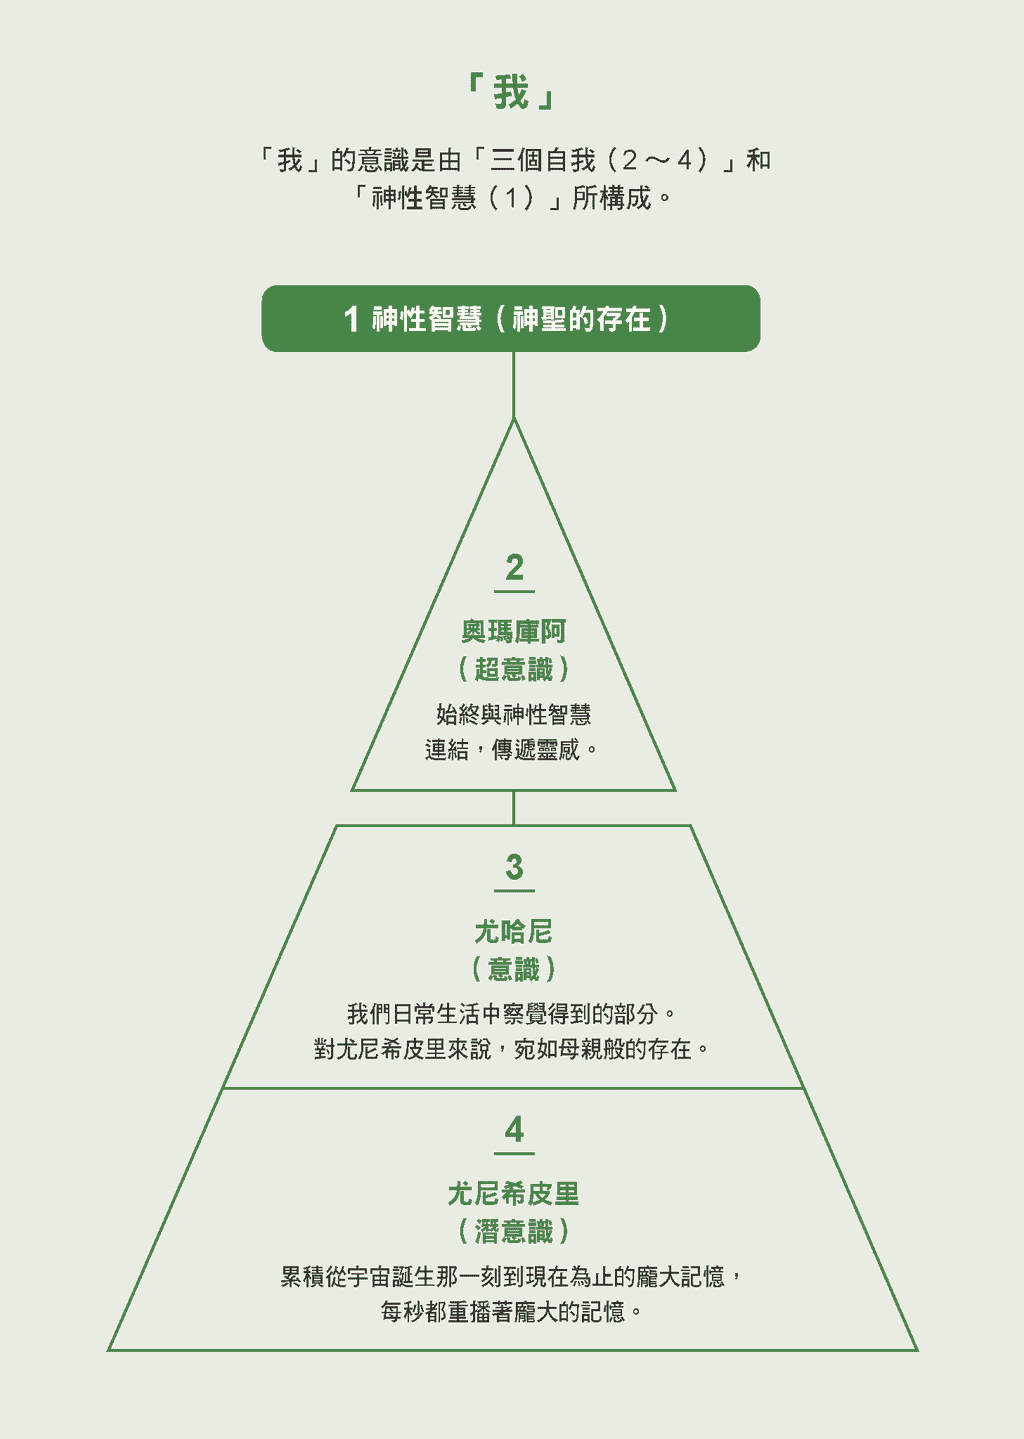 「我」
「我」的意識是由「三個自我（2～4）」和
「神性智慧（1）」所構成。
1 神性智慧（神聖的存在）
2
奧瑪庫阿
（超意識）
始終與神性智慧
連結，傳遞靈感。
3
尤哈尼
（意識）
我們日常生活中察覺得到的部分。
對尤尼希皮里來說，宛如母親般的存在。
4
尤尼希皮里
（潛意識）
累積從宇宙誕生那一刻到現在為止的龐大記憶，
每秒都重播著龐大的記憶。